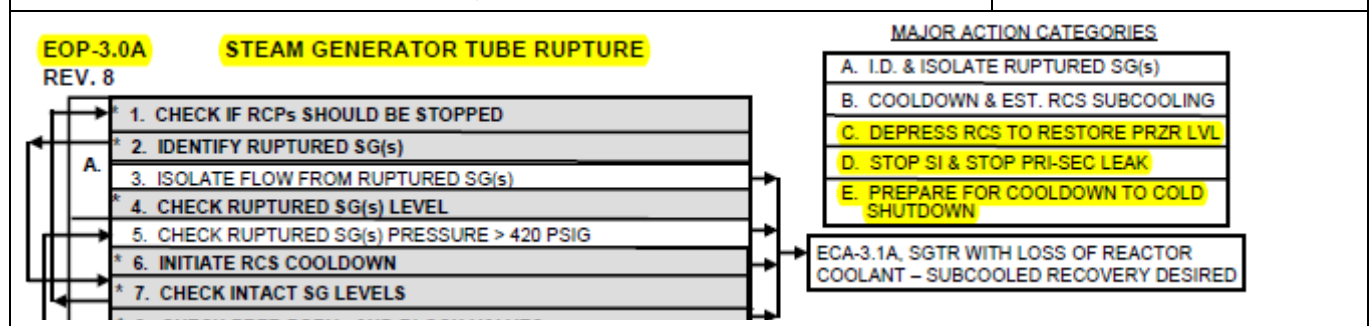 EOP-3.0A STEAM GENERATOR TUBE RUPTURE
REV. 8
* 1. CHECK IF RCPs SHOULD BE STOPPED
* 2. IDENTIFY RUPTURED SG(s)
A.
3. ISOLATE FLOW FROM RUPTURED SG(s)
* 4. CHECK RUPTURED SG(s) LEVEL
5. CHECK RUPTURED SG(s) PRESSURE > 420 PSIG
* 6. INITIATE RCS COOLDOWN
* 7. CHECK INTACT SG LEVELS
MAJOR ACTION CATEGORIES
A. I.D. & ISOLATE RUPTURED SG(s)
B. COOLDOWN & EST. RCS SUBCOOLING
C. DEPRESS RCS TO RESTORE PRZR LVL
D. STOP SI & STOP PRI-SEC LEAK
E. PREPARE FOR COOLDOWN TO COLD
SHUTDOWN
ECA-3.1A, SGTR WITH LOSS OF REACTOR
COOLANT – SUBCOOLED RECOVERY DESIRED